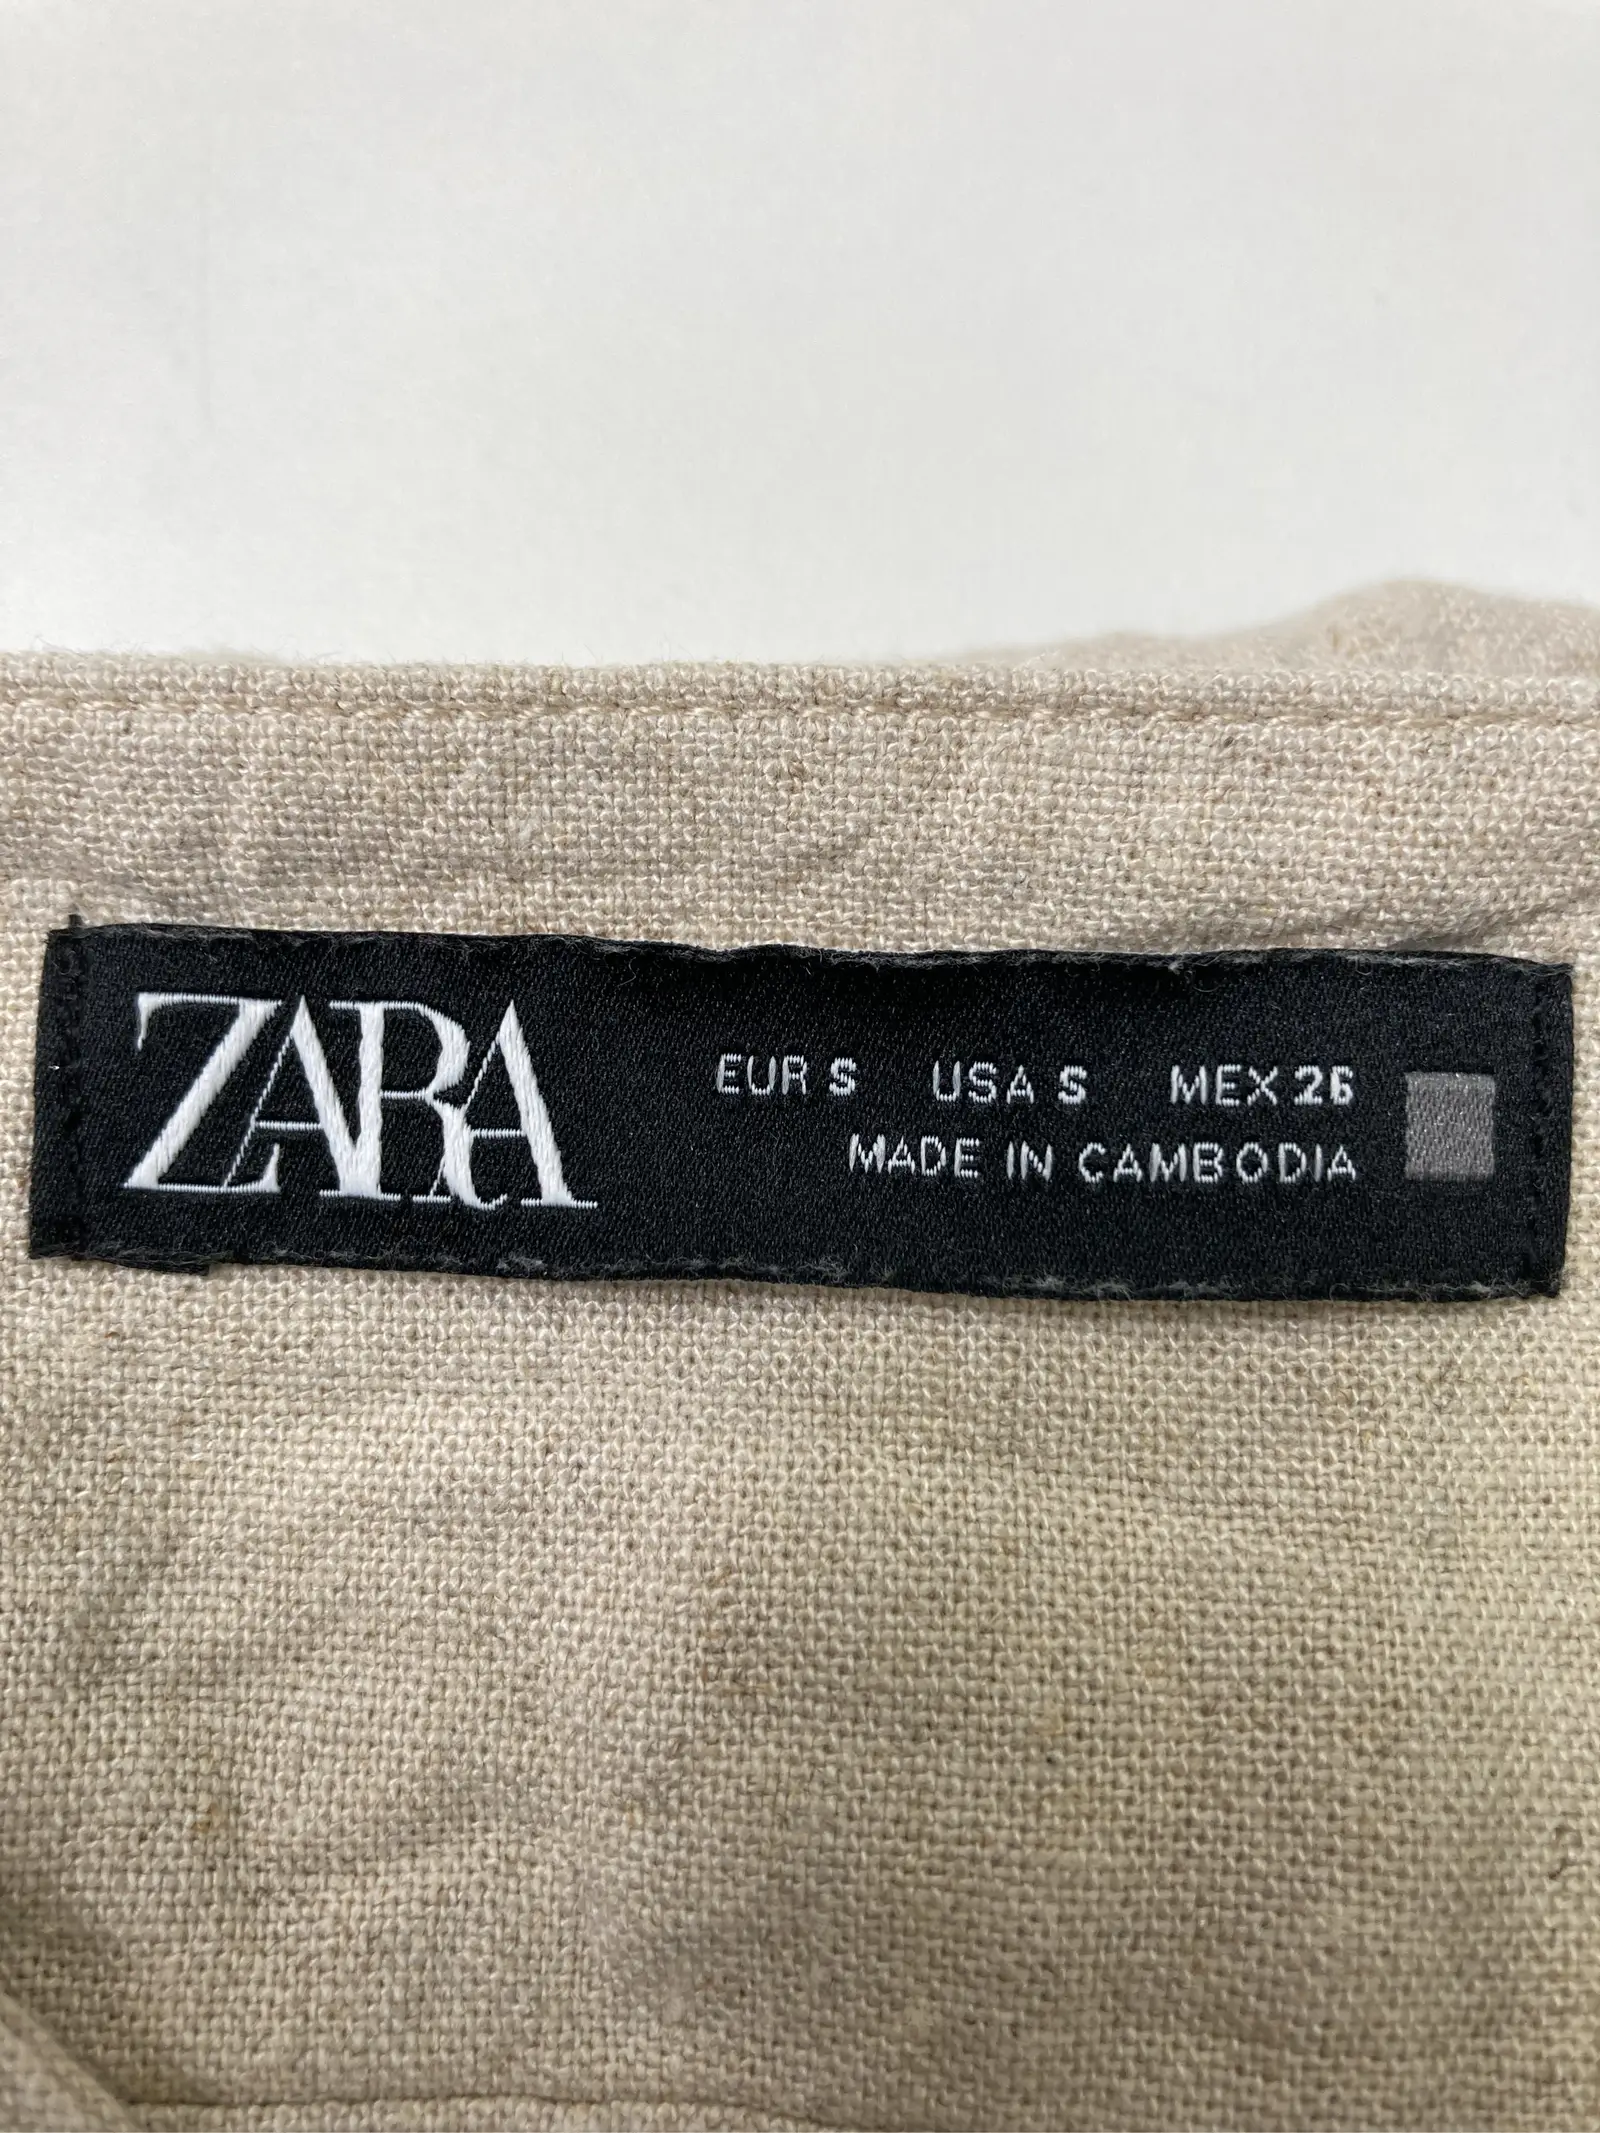 ZARA
EUR S USA S MEX 26
MADE IN CAMBODIA